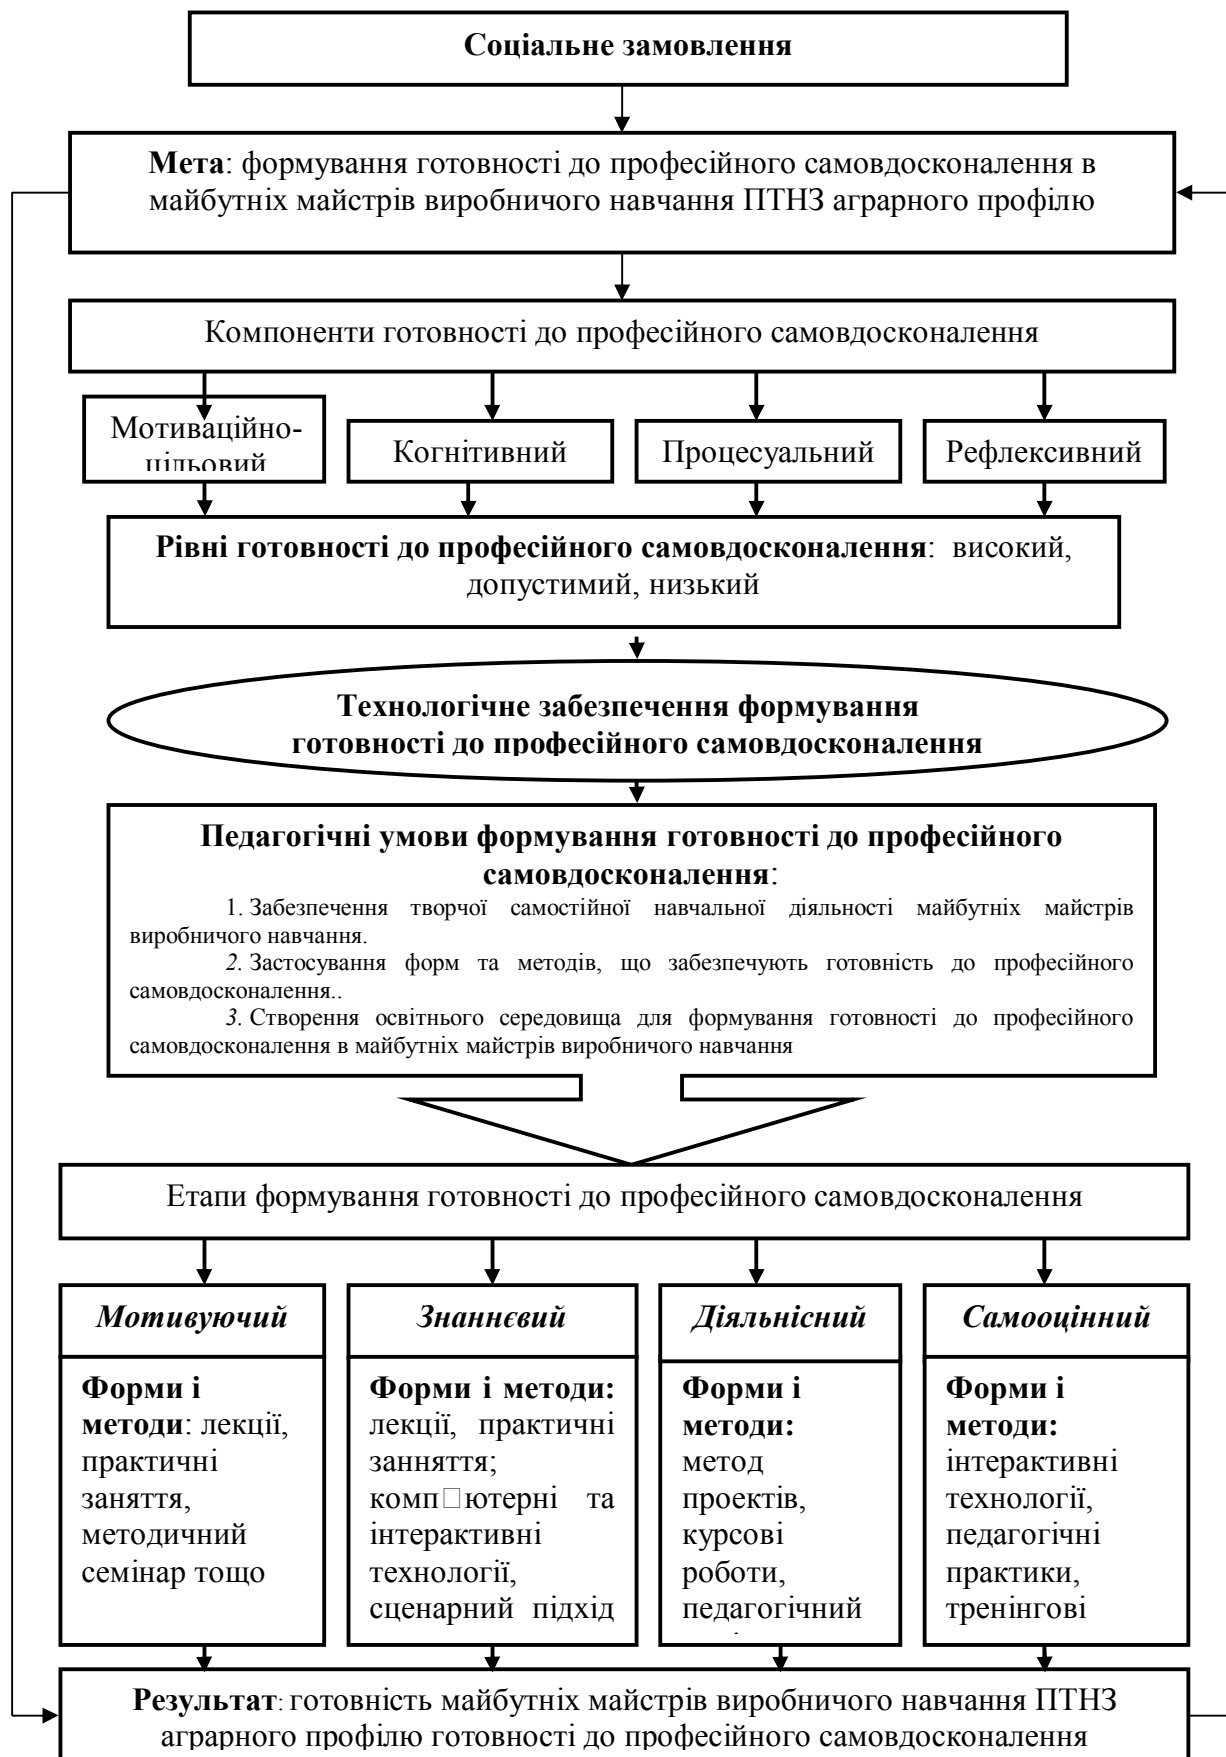 Соціальне замовлення
Мета: формування готовності до професійного самовдосконалення в
майбутніх майстрів виробничого навчання ПТНЗ аграрного профілю
Компоненти готовності до професійного самовдосконалення
Мотиваційно-
цільовий
Когнітивний
Процесуальний
Рефлексивний
Рівні готовності до професійного самовдосконалення: високий,
допустимий, низький
Технологічне забезпечення формування
готовності до професійного самовдосконалення
Педагогічні умови формування готовності до професійного
самовдосконалення:
1. Забезпечення творчої самостійної навчальної діяльності майбутніх майстрів
виробничого навчання.
2. Застосування форм та методів, що забезпечують готовність до професійного
самовдосконалення..
3. Створення освітнього середовища для формування готовності до професійного
самовдосконалення в майбутніх майстрів виробничого навчання
Етапи формування готовності до професійного самовдосконалення
Мотивуючий
Форми і
методи: лекції,
практичні
заняття,
методичний
семінар тощо
Знаннєвий
Форми і методи:
лекції, практичні
занняття;
комп□ютерні та
інтерактивні
технології,
сценарний підхід
Діяльнісний
Форми і
методи:
метод
проектів,
курсові
роботи,
педагогічний
Самооцінний
Форми і
методи:
інтерактивні
технології,
педагогічні
практики,
тренінгові
Результат: готовність майбутніх майстрів виробничого навчання ПТНЗ
аграрного профілю готовності до професійного самовдосконалення